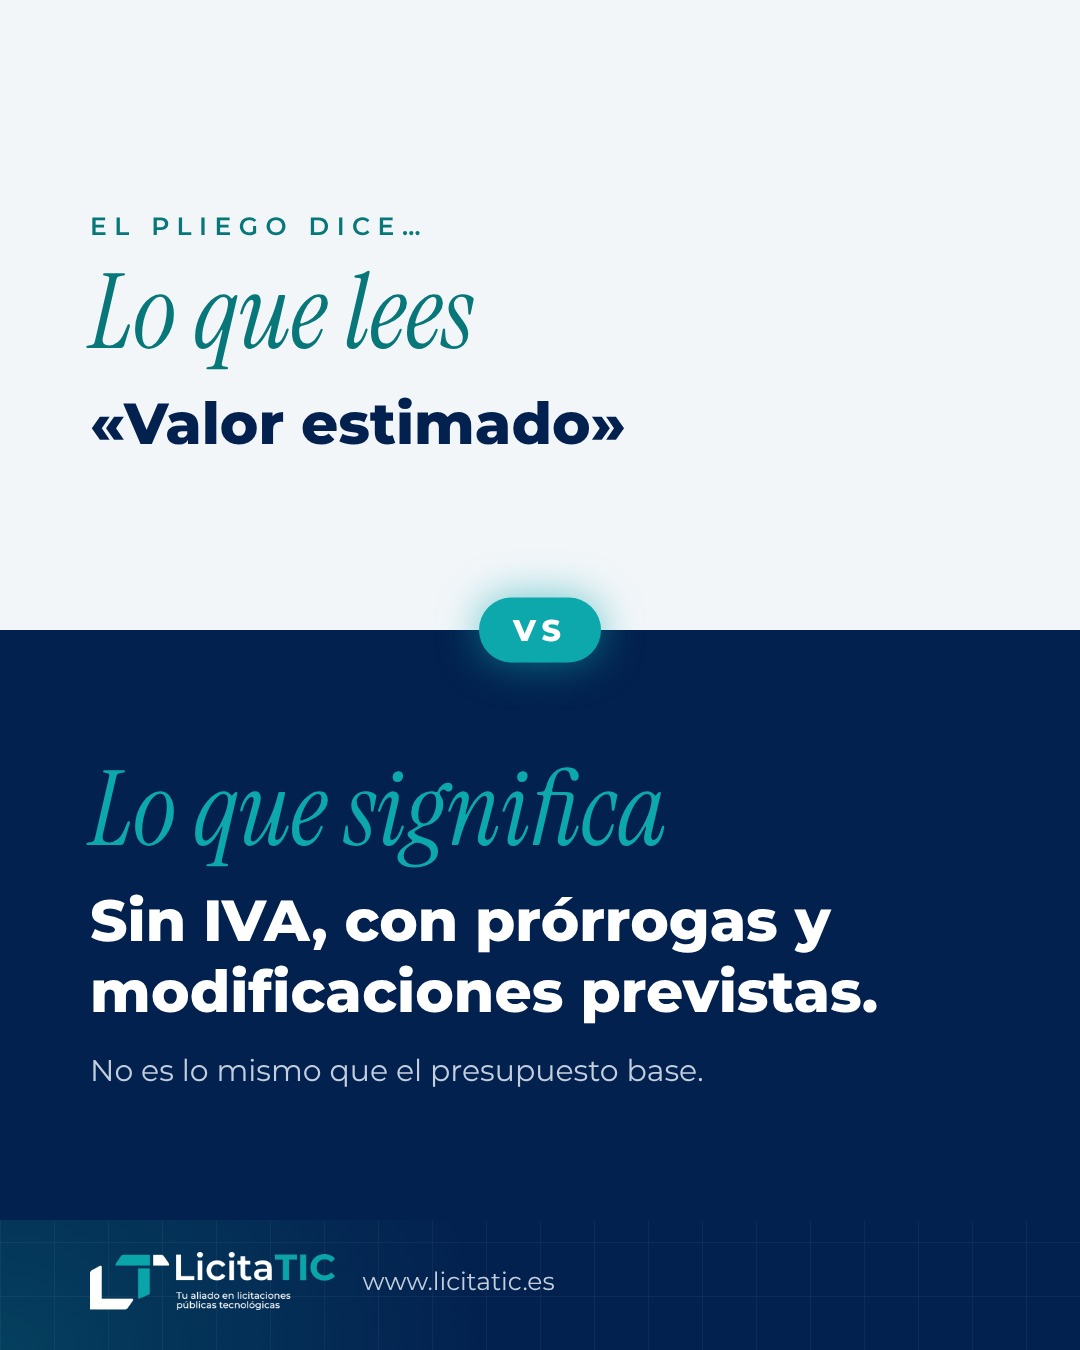 EL PLIEGO DICE…
Lo que lees
«Valor estimado»
VS
Lo que significa
Sin IVA, con prórrogas y
modificaciones previstas.
No es lo mismo que el presupuesto base.
LicitaTIC
Tu aliado en licitaciones
públicas tecnológicas
www.licitatic.es